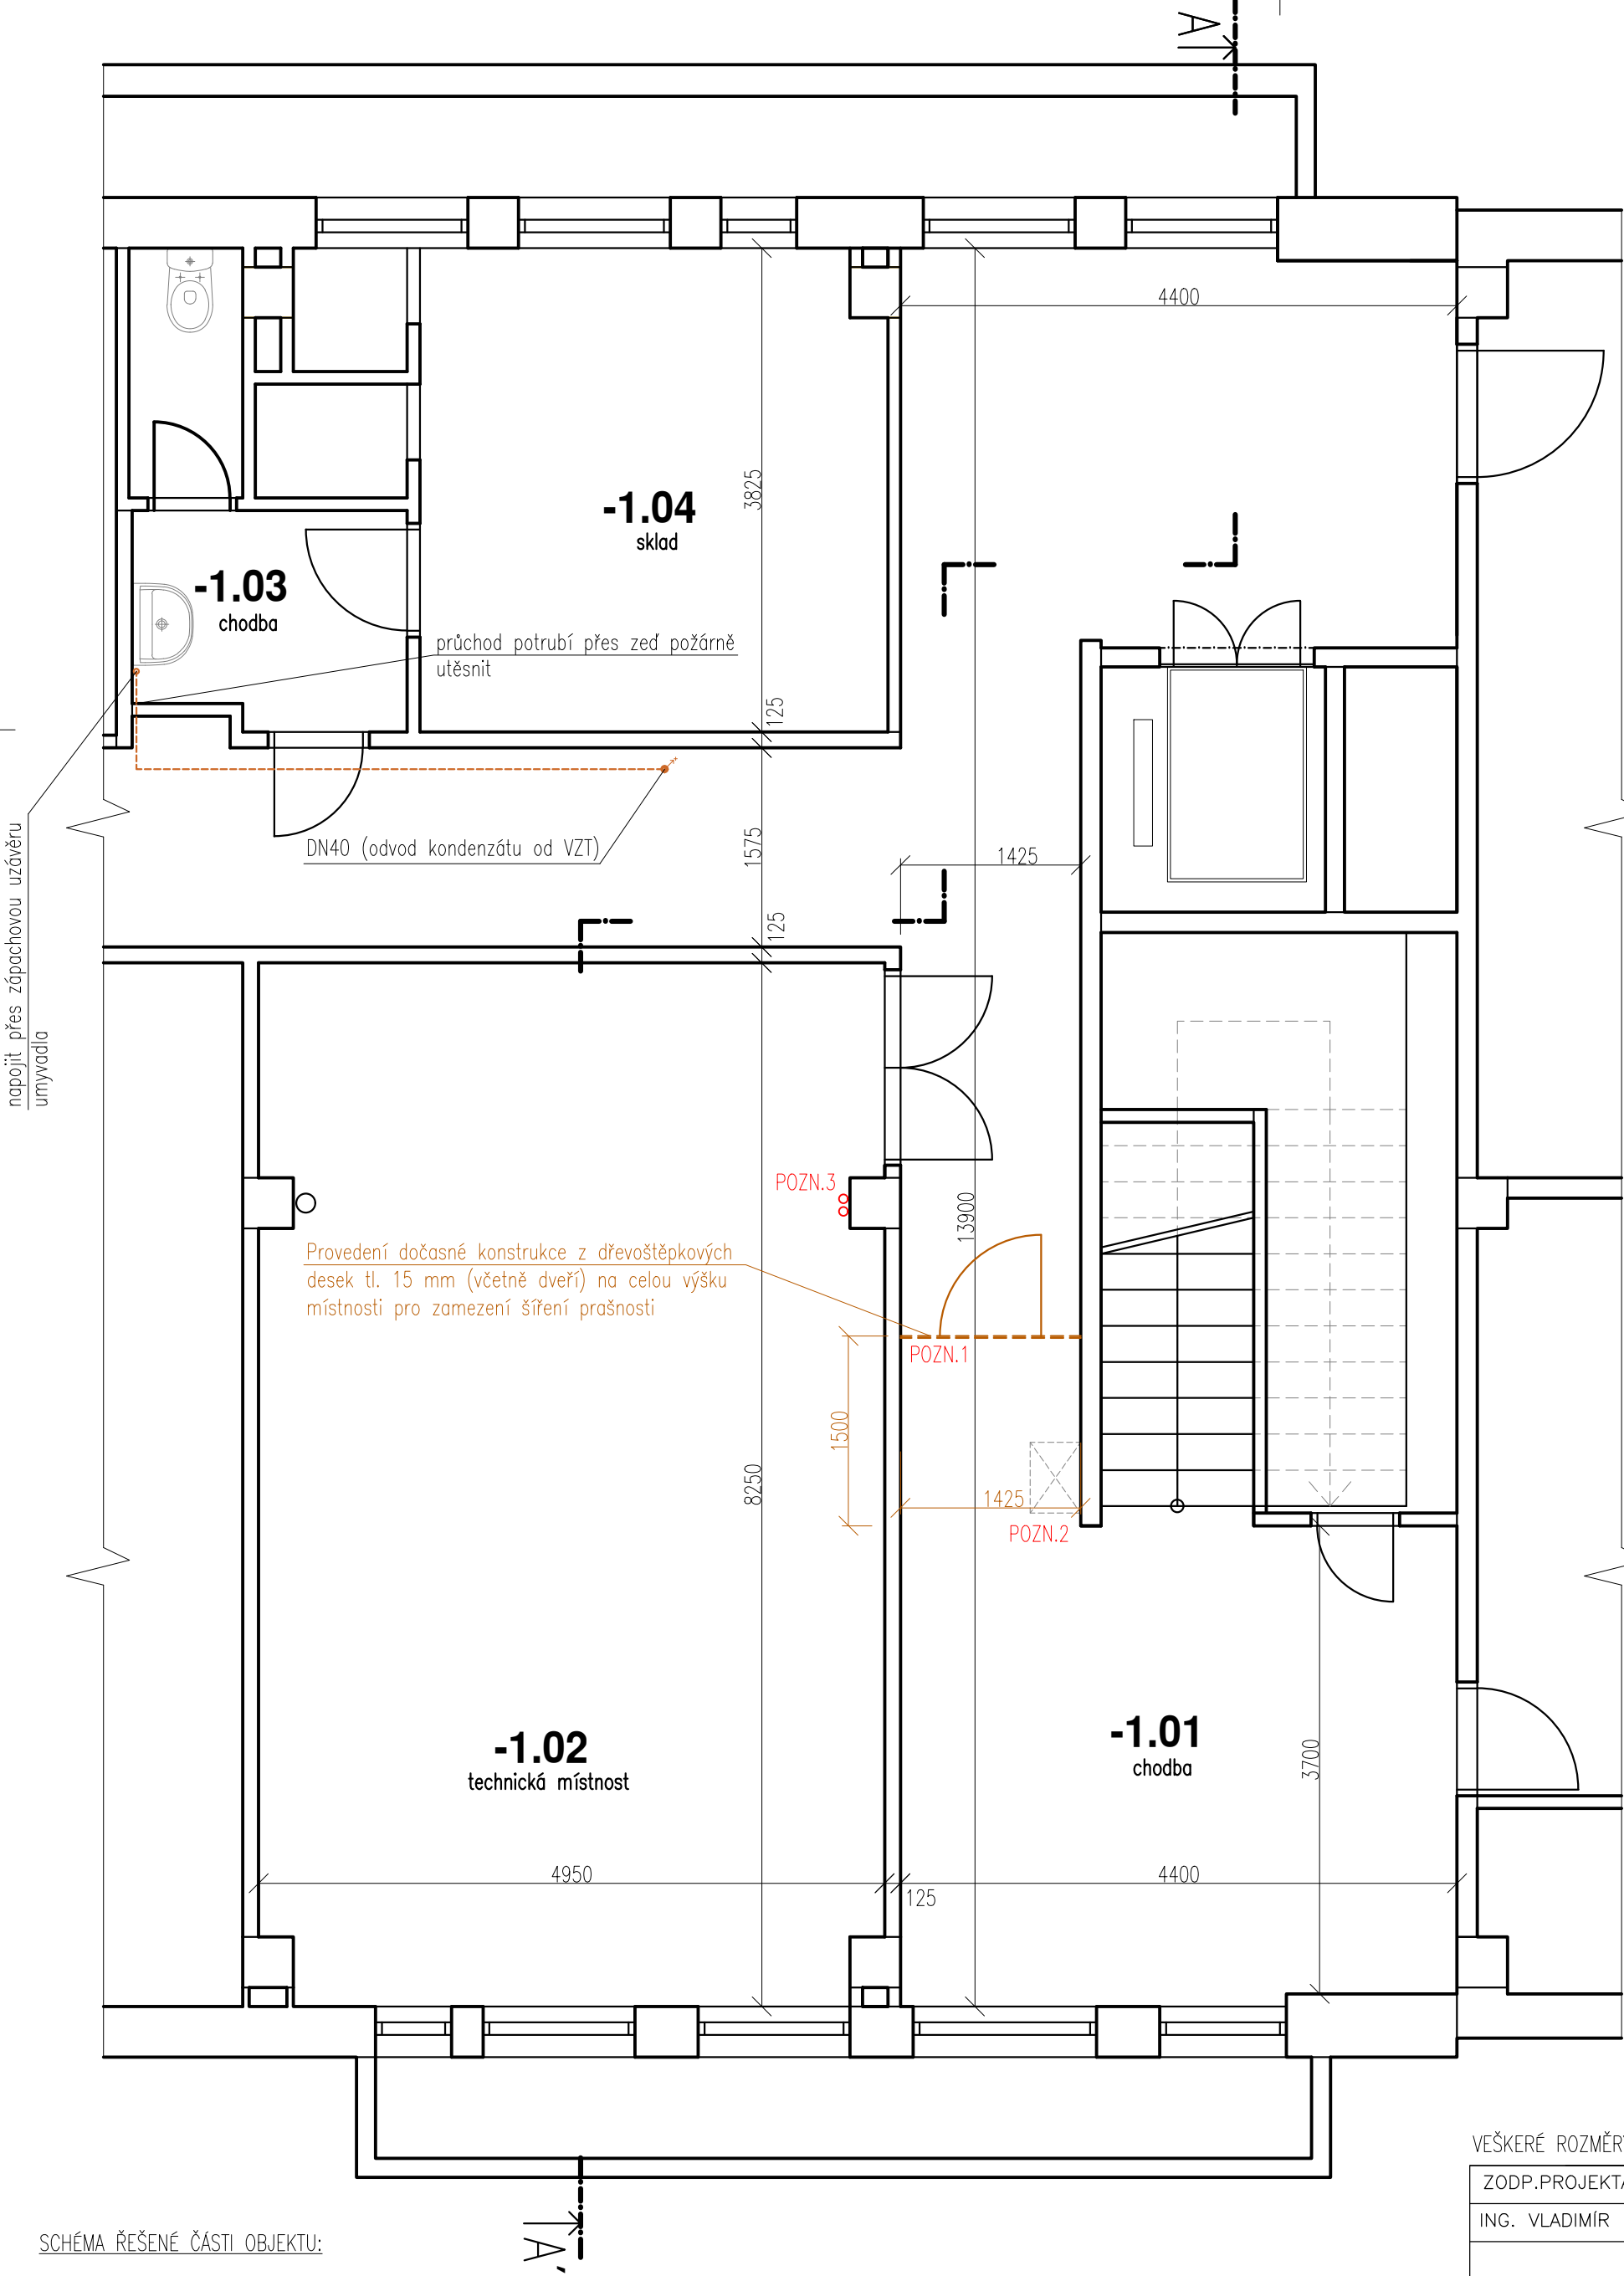 A
4400
3825
-1.04
sklad
-1.03
chodba
průchod potrubí přes zeď požárně
utěsnit
125
napojit přes zápachovou uzávěru
umyvadla
DN40 (odvod kondenzátu od VZT)
1575
1425
125
POZN.3
13900
Provedení dočasné konstrukce z dřevoštěpkových
desek tl. 15 mm (včetně dveří) na celou výšku
místnosti pro zamezení šíření prašnosti
POZN.1
1500
8250
1425
POZN.2
-1.01
chodba
-1.02
technická místnost
3700
4950
125
4400
VEŠKERÉ
ZODP.PROJEKTA
ING. VLADIMÍR
SCHÉMA ŘEŠENÉ ČÁSTI OBJEKTU:
A'